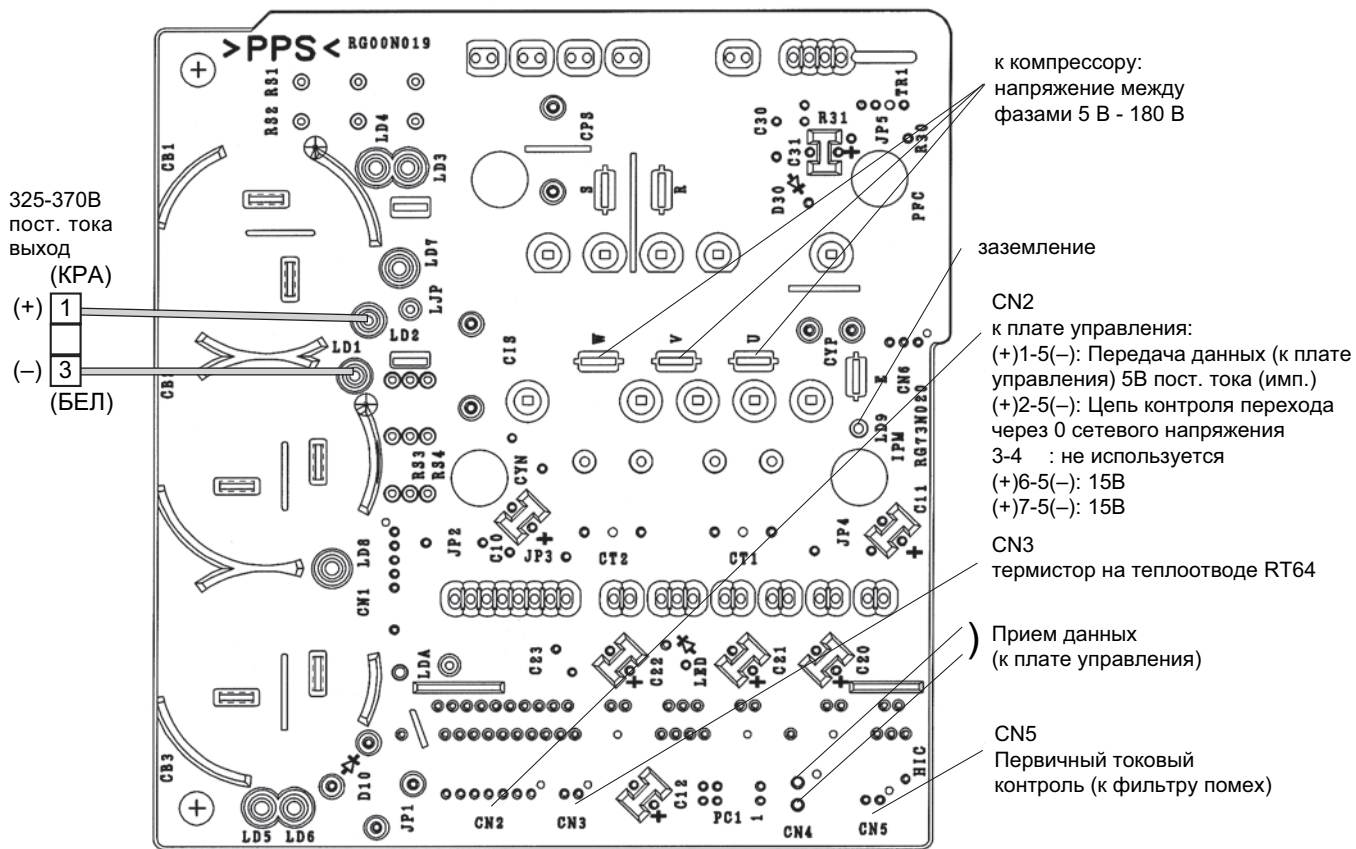 >PPS< RG00N019
RS1
RS2
LD4
LD3
CB1
CPS
S
R
C30
C31
R31
JP5
TR1
R30
D30
PFC
к компрессору:
напряжение между
фазами 5 В - 180 В
325-370В
пост. тока
выход
(КРА)
(+) 1
(–) 3
(БЕЛ)
LD7
LJP
LD2
LD1
CIS
W
V
U
CYP
E
CN6
LD9
IPM
RG73N020
C11
заземление
CN2
к плате управления:
(+)1-5(–): Передача данных (к плате
управления) 5В пост. тока (имп.)
(+)2-5(–): Цепь контроля перехода
через 0 сетевого напряжения
3-4 : не используется
(+)6-5(–): 15В
(+)7-5(–): 15В
RS3
RS4
CYN
JP2
C10
JP3
CT2
CT1
JP4
LD8
CN1
CN3
термистор на теплоотводе RT64
LDA
C23
C22
LED
C21
C20
Прием данных
(к плате управления)
CB3
D10
JP1
LD5 LD6
CN2
CN3
C12
PC1
1
CN4
CN5
HIC
CN5
Первичный токовый
контроль (к фильтру помех)